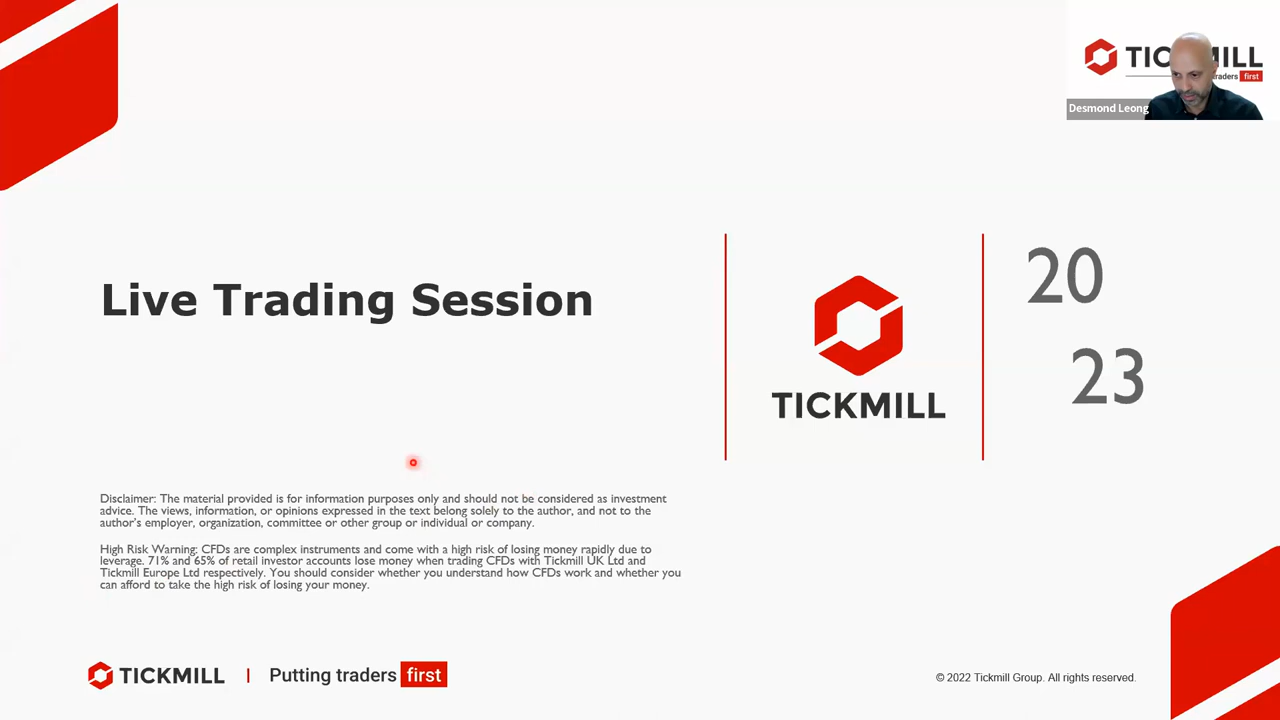 TICKMILL
traders first
Desmond Leong
Live Trading Session
TICKMILL
20
23
Disclaimer: The material provided is for information purposes only and should not be considered as investment
advice. The views, information, or opinions expressed in the text belong solely to the author, and not to the
author's employer, organization, committee or other group or individual or company.
High Risk Warning: CFDs are complex instruments and come with a high risk of losing money rapidly due to
leverage. 71% and 65% of retail investor accounts lose money when trading CFDs with Tickmill UK Ltd and
Tickmill Europe Ltd respectively. You should consider whether you understand how CFDs work and whether you
can afford to take the high risk of losing your money.
TICKMILL | Putting traders first
© 2022 Tickmill Group. All rights reserved.